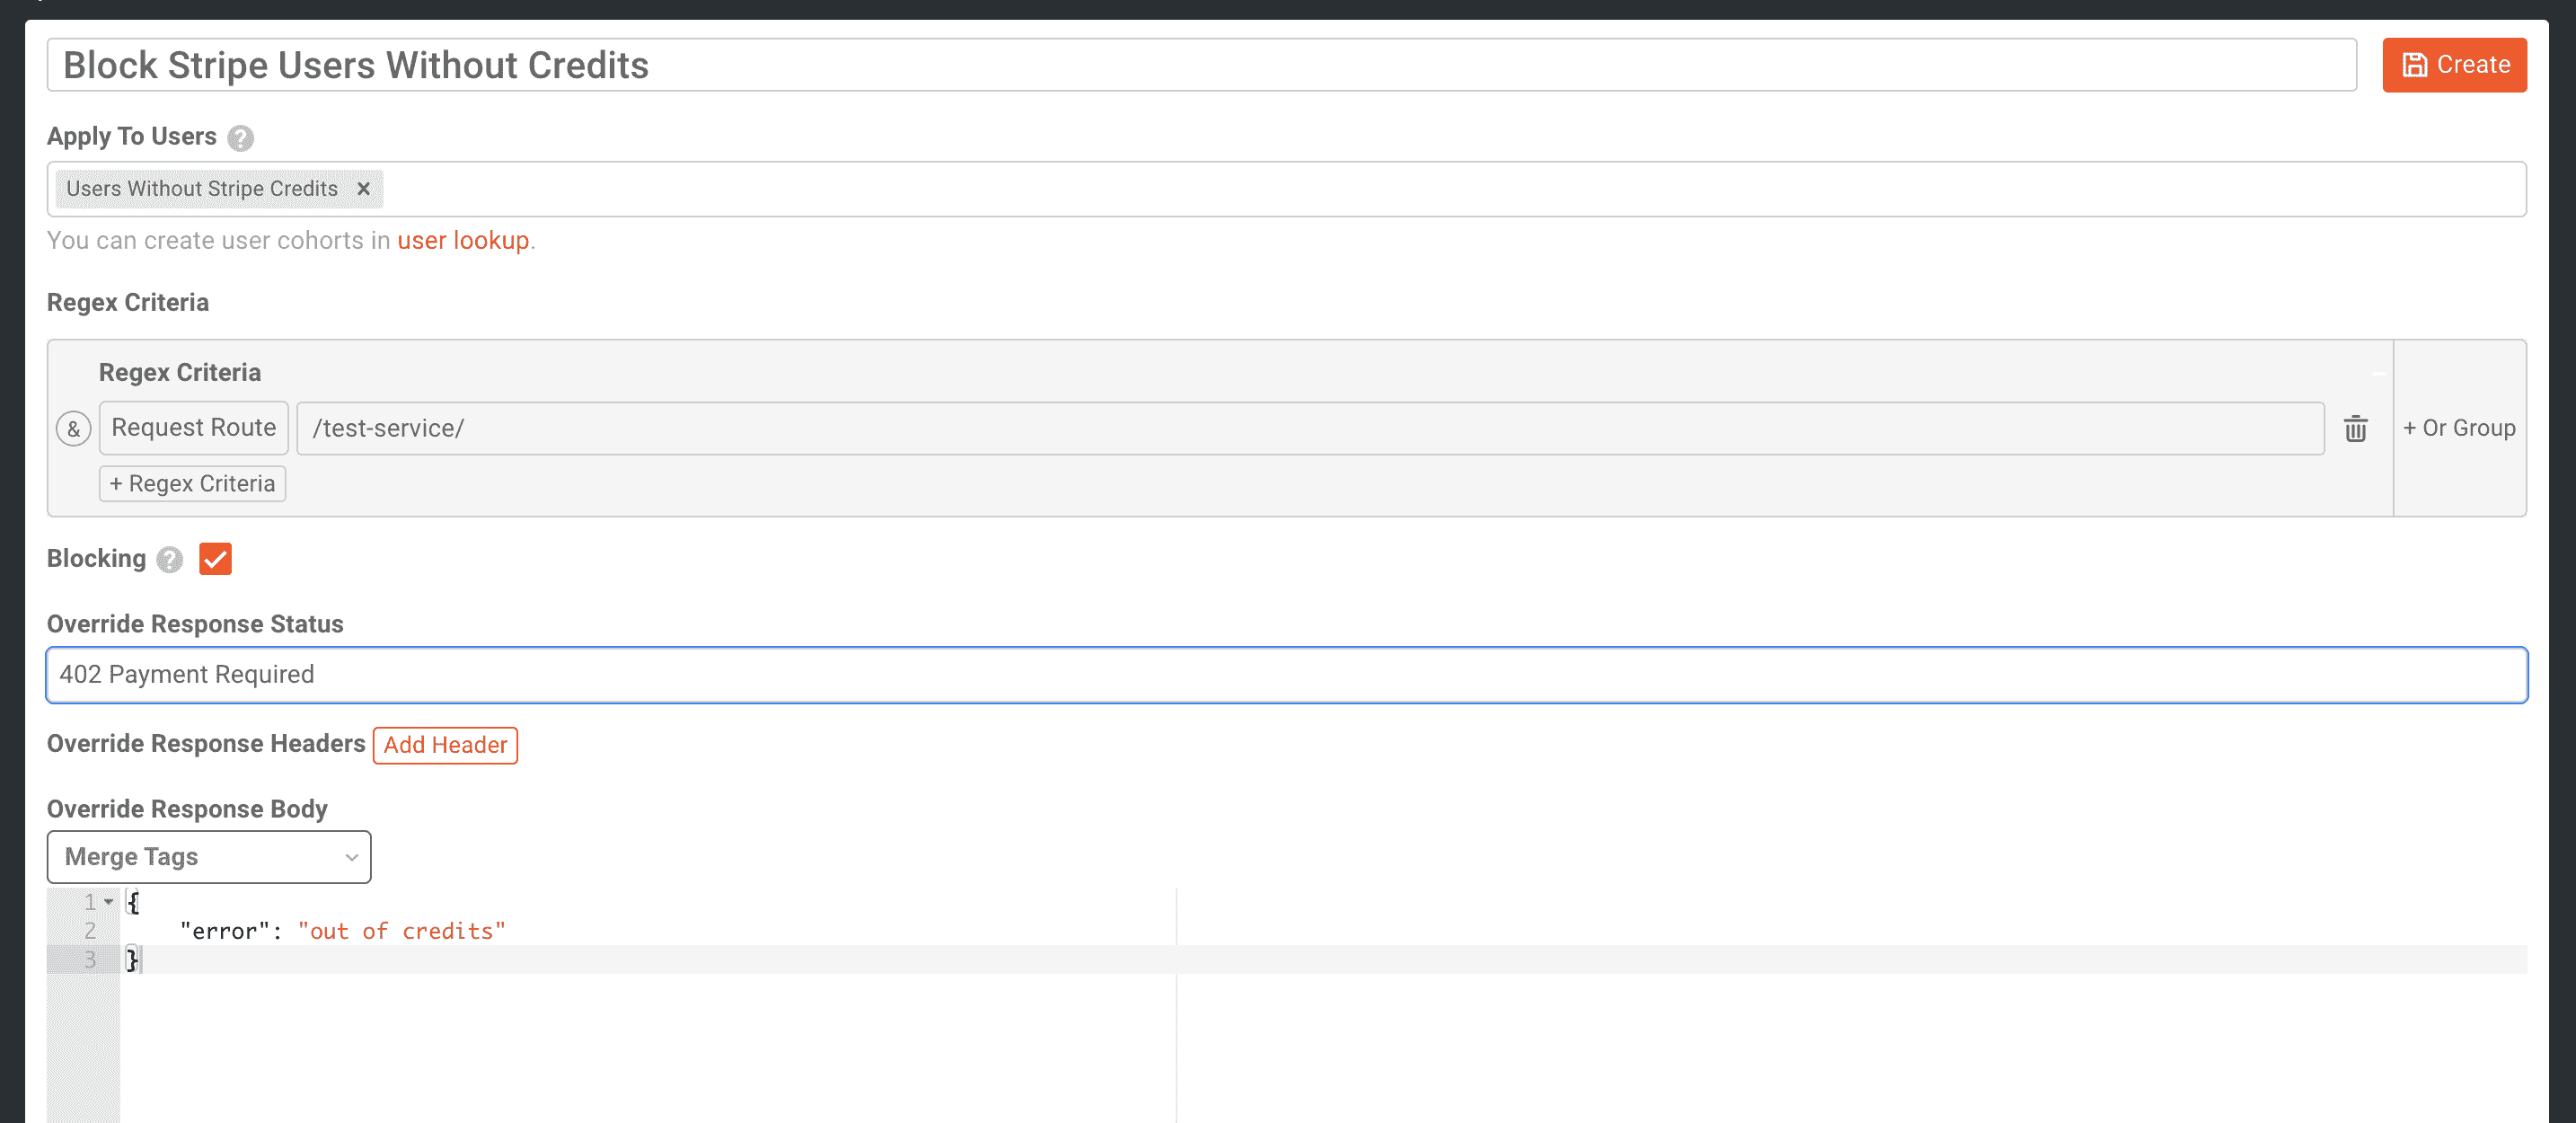 Block Stripe Users Without Credits
Create
Apply To Users ?
Users Without Stripe Credits ×
You can create user cohorts in user lookup.
Regex Criteria
Regex Criteria
& Request Route /test-service/
+ Or Group
+ Regex Criteria
Blocking ?
Override Response Status
402 Payment Required
Override Response Headers Add Header
Override Response Body
Merge Tags
1 {
2 "error": "out of credits"
3 }